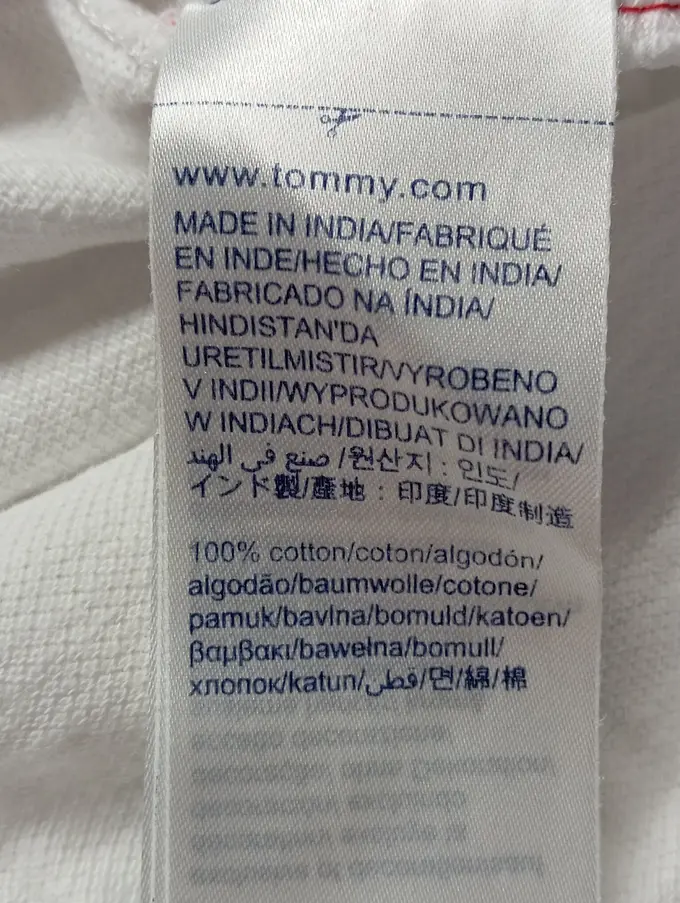 www.tommy.com
MADE IN INDIA/FABRIQUÉ
EN INDE/HECHO EN INDIA/
FABRICADO NA ÍNDIA/
HINDISTAN'DA
URETILMISTIR/VYROBENO
V INDII/WYPRODUKOWANO
W INDIACH/DIBUAT DI INDIA/
صنع في الهند /원산지 : 인도/
インド製/產地 : 印度/印度制造
100% cotton/coton/algodón/
algodão/baumwolle/cotone/
pamuk/bavlna/bomuld/katoen/
βαμβακι/bawełna/bomull/
хлопок/katun/قطن/면/綿/棉